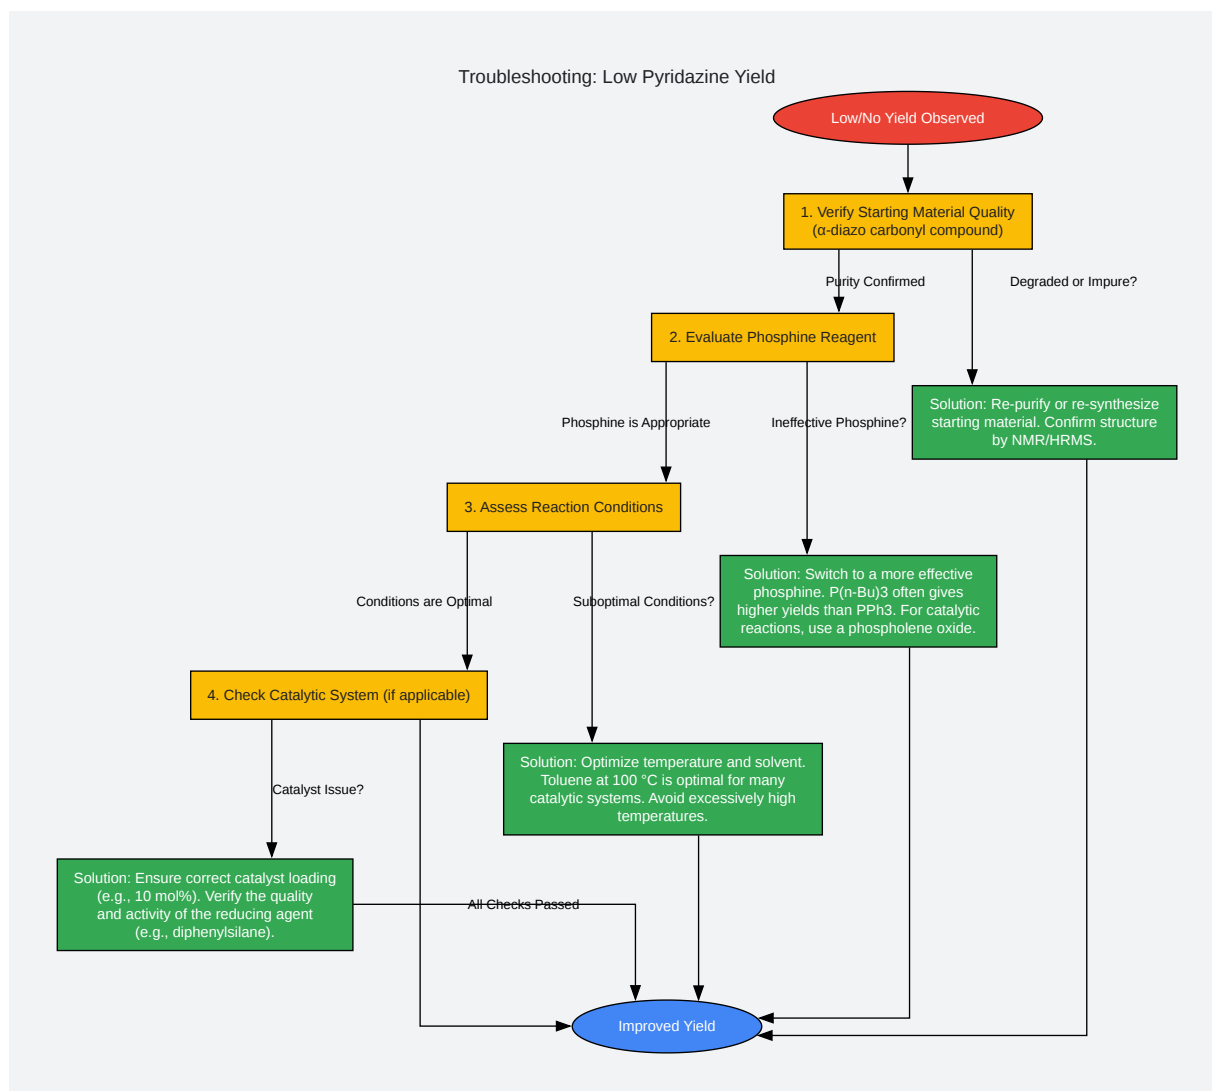 Troubleshooting: Low Pyridazine Yield
Low/No Yield Observed
1. Verify Starting Material Quality
(α-diazo carbonyl compound)
Purity Confirmed
Degraded or Impure?
2. Evaluate Phosphine Reagent
Solution: Re-purify or re-synthesize
starting material. Confirm structure
by NMR/HRMS.
Phosphine is Appropriate
Ineffective Phosphine?
3. Assess Reaction Conditions
Solution: Switch to a more effective
phosphine. P(n-Bu)3 often gives
higher yields than PPh3. For catalytic
reactions, use a phospholene oxide.
Conditions are Optimal
Suboptimal Conditions?
4. Check Catalytic System (if applicable)
Solution: Optimize temperature and solvent.
Toluene at 100 °C is optimal for many
catalytic systems. Avoid excessively high
temperatures.
Catalyst Issue?
Solution: Ensure correct catalyst loading
(e.g., 10 mol%). Verify the quality
and activity of the reducing agent
(e.g., diphenylsilane).
All Checks Passed
Improved Yield